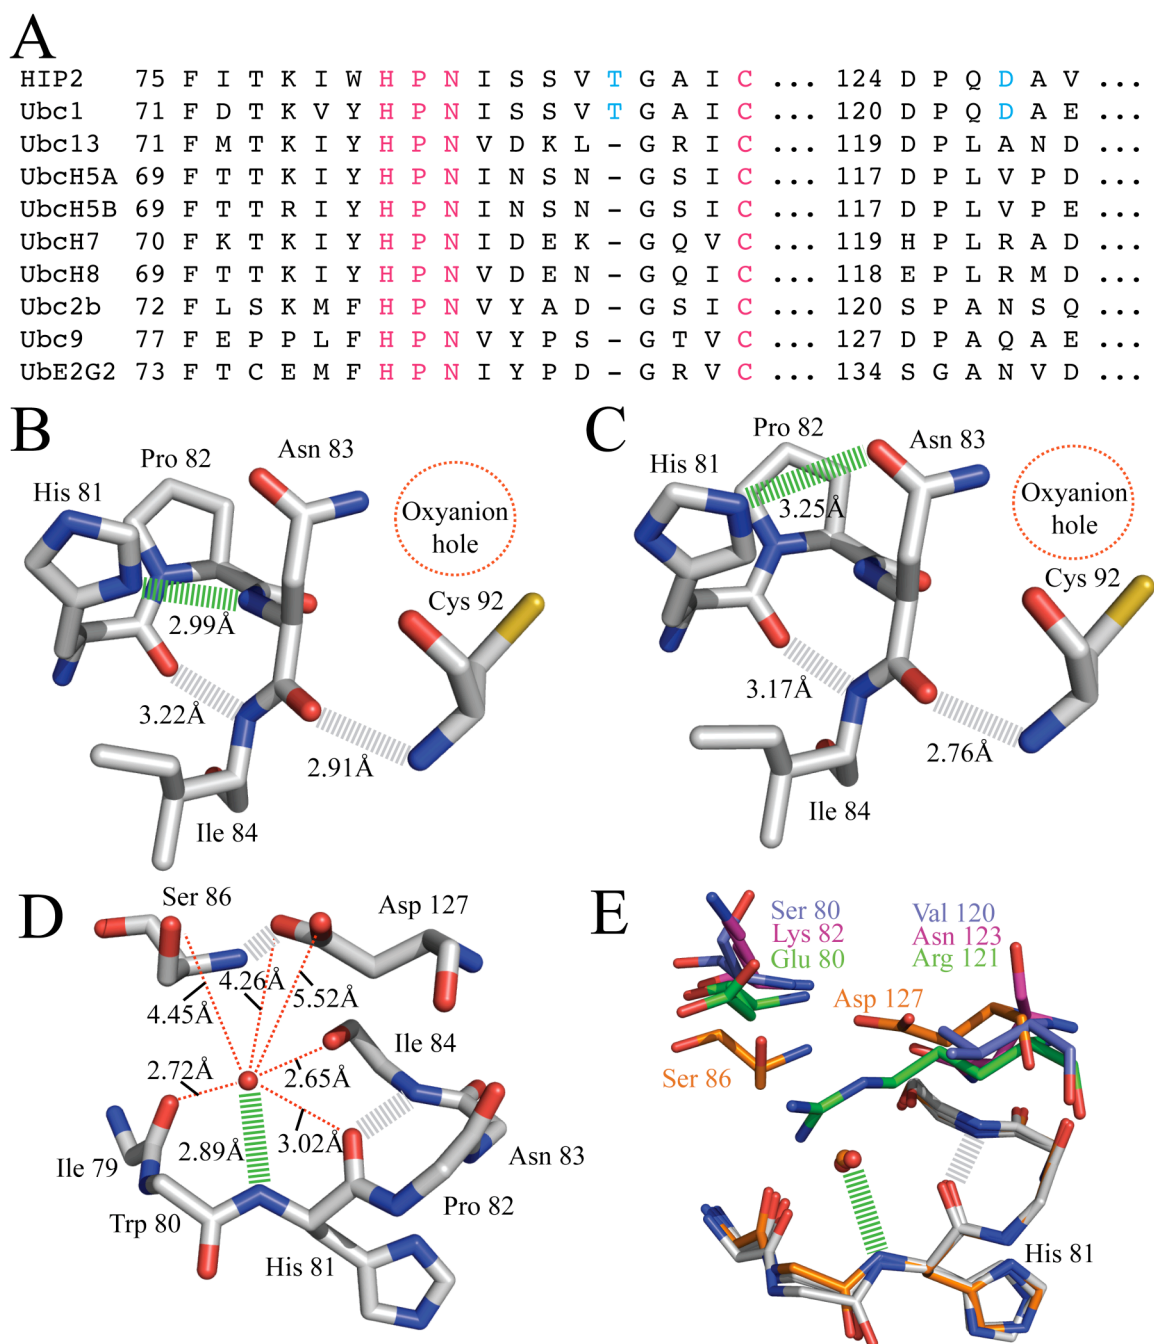 A
HIP2 75 F I T K I W H P N I S S V T G A I C ... 124 D P Q D A V ...
Ubc1 71 F D T K V Y H P N I S S V T G A I C ... 120 D P Q D A E ...
Ubc13 71 F M T K I Y H P N V D K L - G R I C ... 119 D P L A N D ...
UbcH5A 69 F T T K I Y H P N I N S N - G S I C ... 117 D P L V P D ...
UbcH5B 69 F T T R I Y H P N I N S N - G S I C ... 117 D P L V P E ...
UbcH7 70 F K T K I Y H P N I D E K - G Q V C ... 119 H P L R A D ...
UbcH8 69 F T T K I Y H P N V D E N - G Q I C ... 118 E P L R M D ...
Ubc2b 72 F L S K M F H P N V Y A D - G S I C ... 120 S P A N S Q ...
Ubc9 77 F E P P L F H P N V Y P S - G T V C ... 127 D P A Q A E ...
UbE2G2 73 F T C E M F H P N I Y P D - G R V C ... 134 S G A N V D ...
B
Asn 83
Pro 82
His 81
Oxyanion
hole
Cys 92
2.99Å
3.22Å
2.91Å
Ile 84
C
Pro 82
Asn 83
His 81
3.25Å
Oxyanion
hole
Cys 92
3.17Å
2.76Å
Ile 84
D
Ser 86
Asp 127
4.26Å
4.45Å
5.52Å
Ile 84
2.72Å
2.65Å
3.02Å
2.89Å
Ile 79
Asn 83
Pro 82
Trp 80
His 81
E
Ser 80
Lys 82
Glu 80
Val 120
Asn 123
Arg 121
Asp 127
Ser 86
His 81